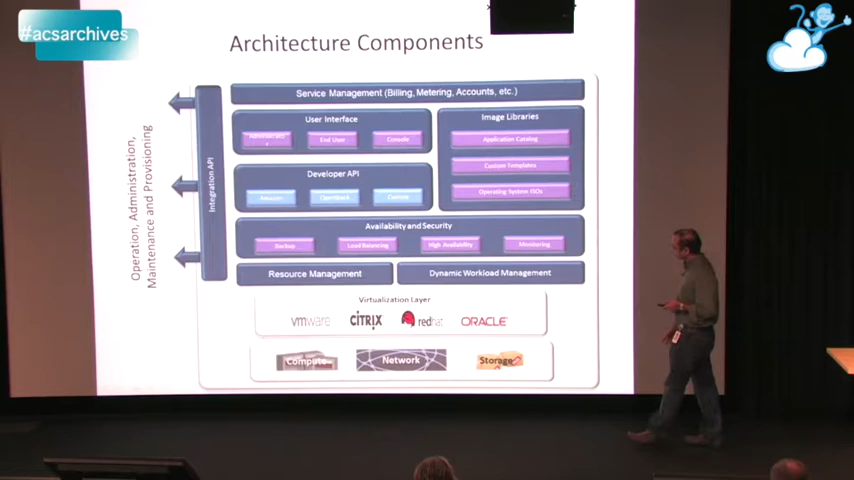 #acsarchives
Architecture Components
Service Management (Billing, Metering, Accounts, etc.)
User Interface
End User
Console
Image Libraries
Application Catalog
Custom Templates
Operating System ISOs
Developer API
Amazon
OpenStack
Custom
Availability and Security
Backup
Load Balancing
High Availability
Monitoring
Resource Management
Dynamic Workload Management
Integration API
Operation, Administration,
Maintenance and Provisioning
Virtualization Layer
vmware
CİTRIX
redhat
ORACLE
Compute
Network
Storage